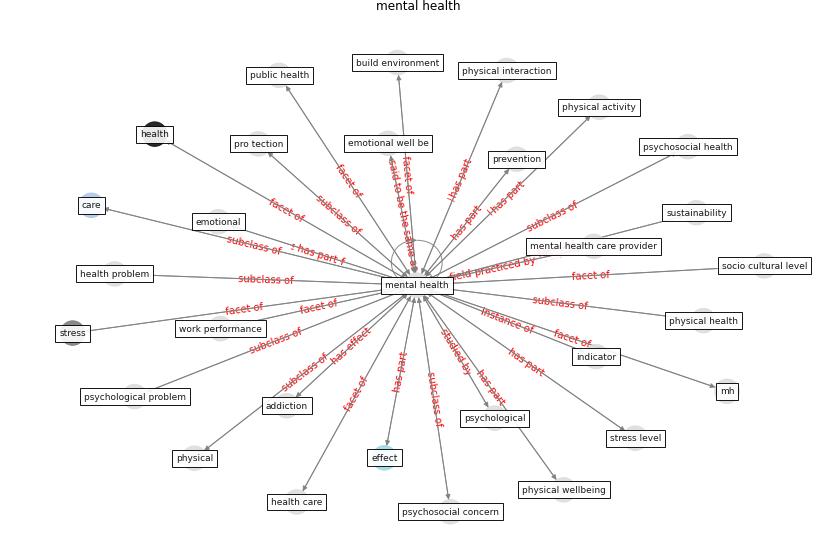 mental health
build environment
public health
physical interaction
physical activity
health
pro tection
emotional well be
prevention
psychosocial health
facet of
facet of
has part
said to be the same as
has part
has part
care
emotional
facet of
subclass of
subclass of
sustainability
subclass of
has part
mental health care provider
health problem
subclass of
mental health
field practiced by
facet of
socio cultural level
stress
facet of
facet of
subclass of
physical health
work performance
subclass of
has effect
instance of
facet of
indicator
studied by
has part
subclass of
has part
facet of
has part
subclass of
mh
psychological problem
addiction
psychological
stress level
physical
effect
physical wellbeing
health care
psychosocial concern